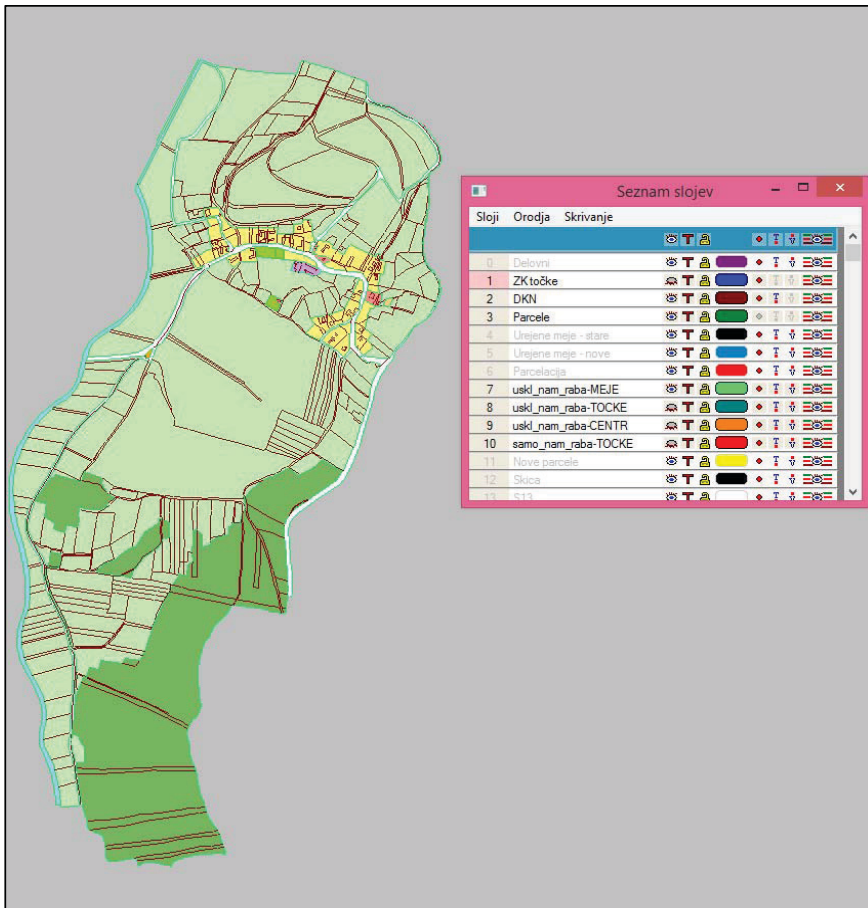 Seznam slojev
Sloji Orodja Skrivanje
0 Delovni
1 ZK točke
2 DKN
3 Parcele
4 Urejene meje - stare
5 Urejene meje - nove
6 Parcelacija
7 uskl_nam_raba-MEJE
8 uskl_nam_raba-TOCKE
9 uskl_nam_raba-CENTR
10 samo_nam_raba-TOCKE
11 Nove parcele
12 Skica
13 S13